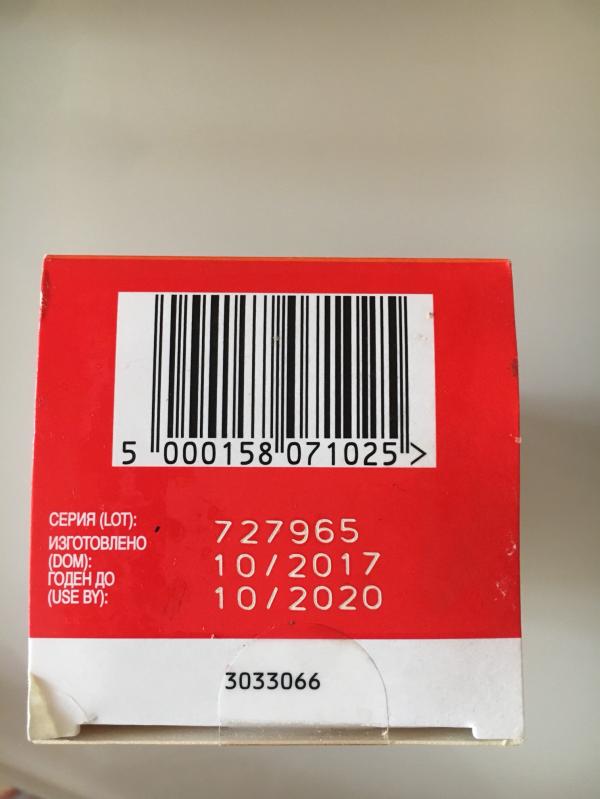 5 000158 071025 >
СЕРИЯ (LOT): 727965
ИЗГОТОВЛЕНО
(DOM): 10/2017
ГОДЕН ДО
(USE BY): 10/2020
3033066